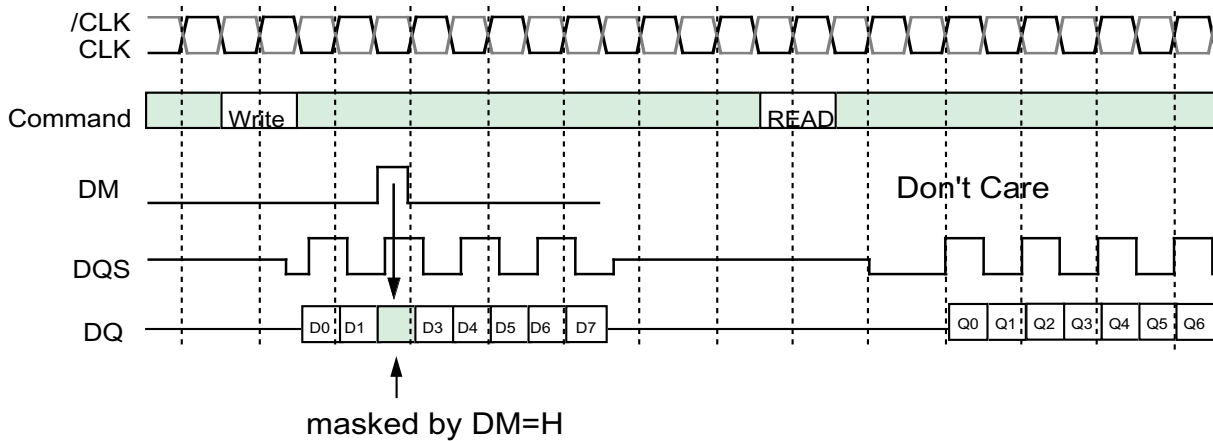 /CLK
CLK
Command
Write
READ
DM
Don't Care
DQS
DQ
D0 D1 D3 D4 D5 D6 D7
Q0 Q1 Q2 Q3 Q4 Q5 Q6
masked by DM=H